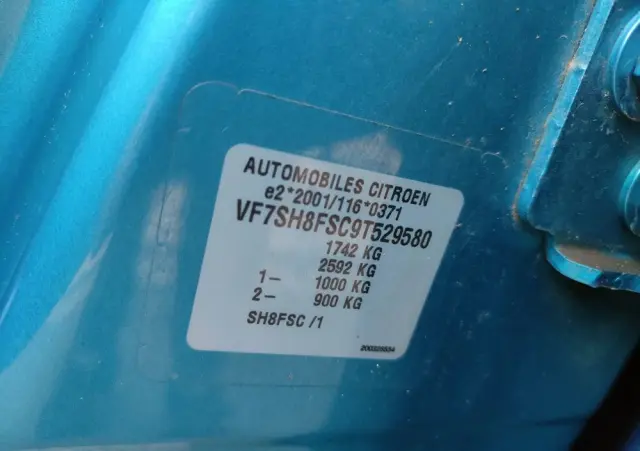 AUTOMOBILES CITROEN
e2*2001/116*0371
VF7SH8FSC9T529580
1742 KG
2592 KG
1- 1000 KG
2- 900 KG
SH8FSC /1